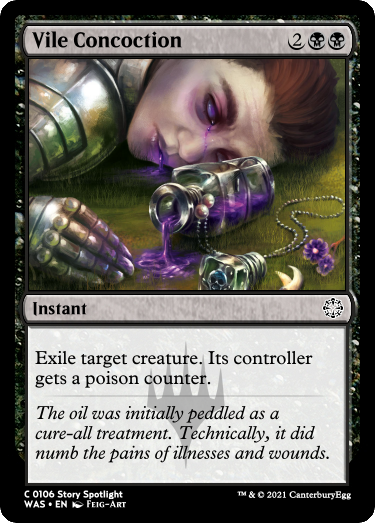 Vile Concoction 2
Instant
Exile target creature. Its controller
gets a poison counter.
The oil was initially peddled as a
cure-all treatment. Technically, it did
numb the pains of illnesses and wounds.
C 0106 Story Spotlight
WAS • EN Feig-Art
™ & © 2021 CanterburyEgg